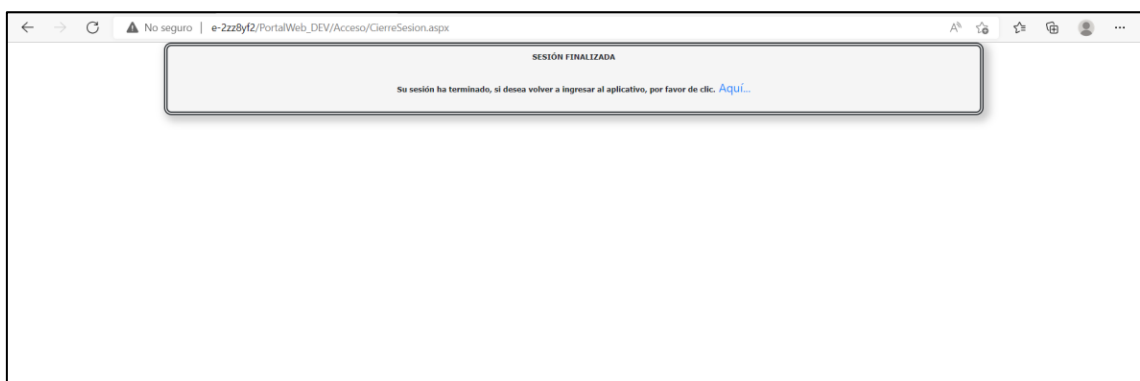 No seguro | e-2zz8yf2/PortalWeb_DEV/Acceso/CierreSesion.aspx
SESIÓN FINALIZADA
Su sesión ha terminado, si desea volver a ingresar al aplicativo, por favor de clic. Aquí...